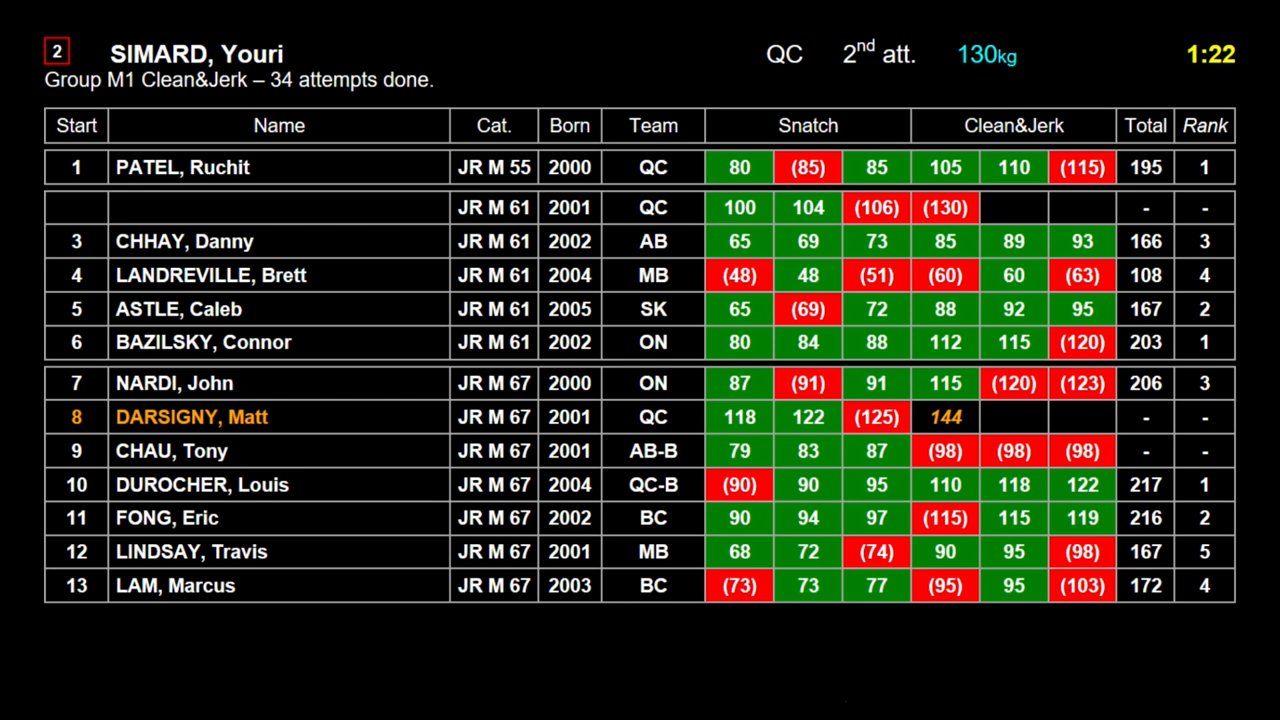 2 SIMARD, Youri QC 2nd att. 130kg 1:22
Group M1 Clean&Jerk – 34 attempts done.
Start Name Cat. Born Team Snatch Clean&Jerk Total Rank
1 PATEL, Ruchit JR M 55 2000 QC 80 (85) 85 105 110 (115) 195 1
JR M 61 2001 QC 100 104 (106) (130) - -
3 CHHAY, Danny JR M 61 2002 AB 65 69 73 85 89 93 166 3
4 LANDREVILLE, Brett JR M 61 2004 MB (48) 48 (51) (60) 60 (63) 108 4
5 ASTLE, Caleb JR M 61 2005 SK 65 (69) 72 88 92 95 167 2
6 BAZILSKY, Connor JR M 61 2002 ON 80 84 88 112 115 (120) 203 1
7 NARDI, John JR M 67 2000 ON 87 (91) 91 115 (120) (123) 206 3
8 DARSIGNY, Matt JR M 67 2001 QC 118 122 (125) 144 - -
9 CHAU, Tony JR M 67 2001 AB-B 79 83 87 (98) (98) (98) - -
10 DUROCHER, Louis JR M 67 2004 QC-B (90) 90 95 110 118 122 217 1
11 FONG, Eric JR M 67 2002 BC 90 94 97 (115) 115 119 216 2
12 LINDSAY, Travis JR M 67 2001 MB 68 72 (74) 90 95 (98) 167 5
13 LAM, Marcus JR M 67 2003 BC (73) 73 77 (95) 95 (103) 172 4